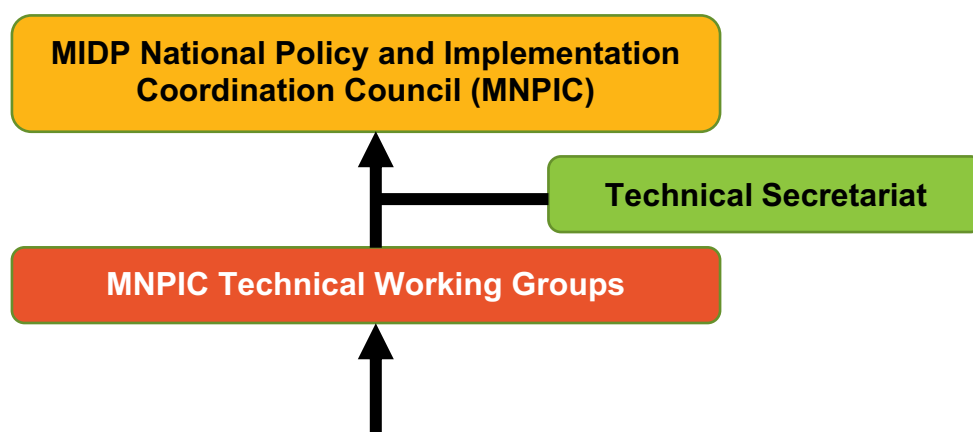 MIDP National Policy and Implementation
Coordination Council (MNPIC)
Technical Secretariat
MNPIC Technical Working Groups